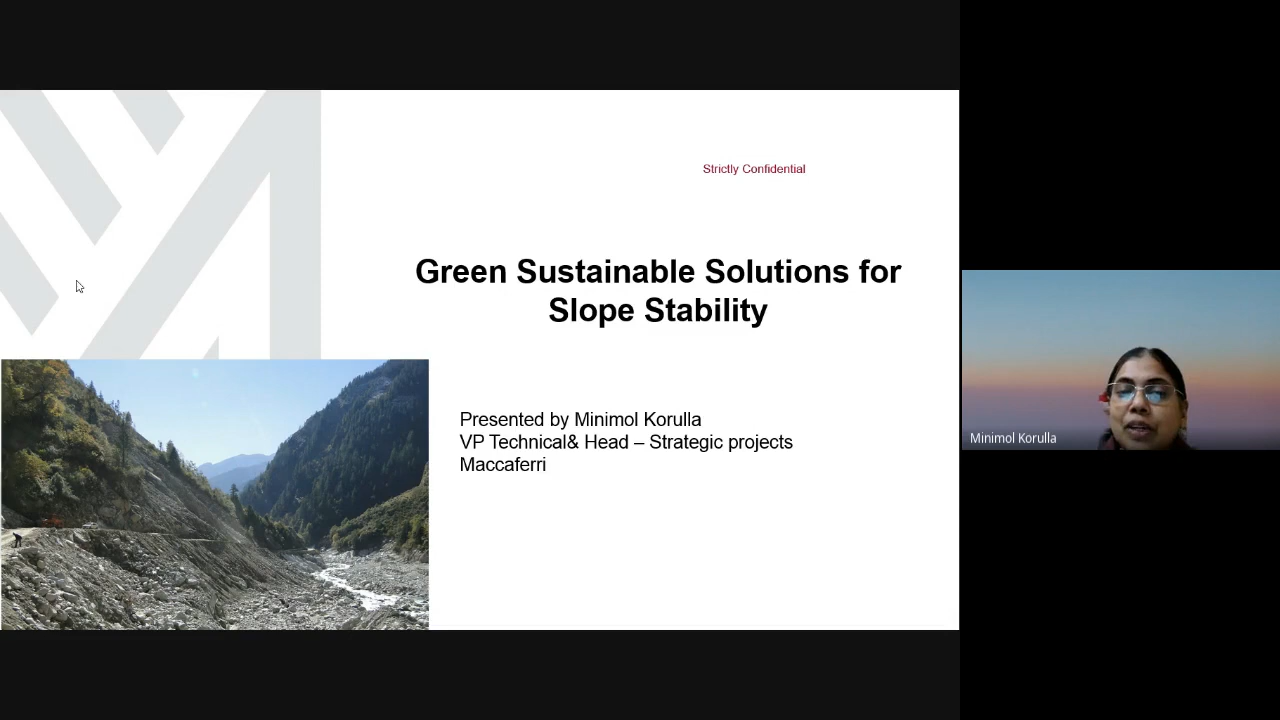 Strictly Confidential
Green Sustainable Solutions for
Slope Stability
Presented by Minimol Korulla
VP Technical& Head – Strategic projects
Maccaferri
Minimol Korulla